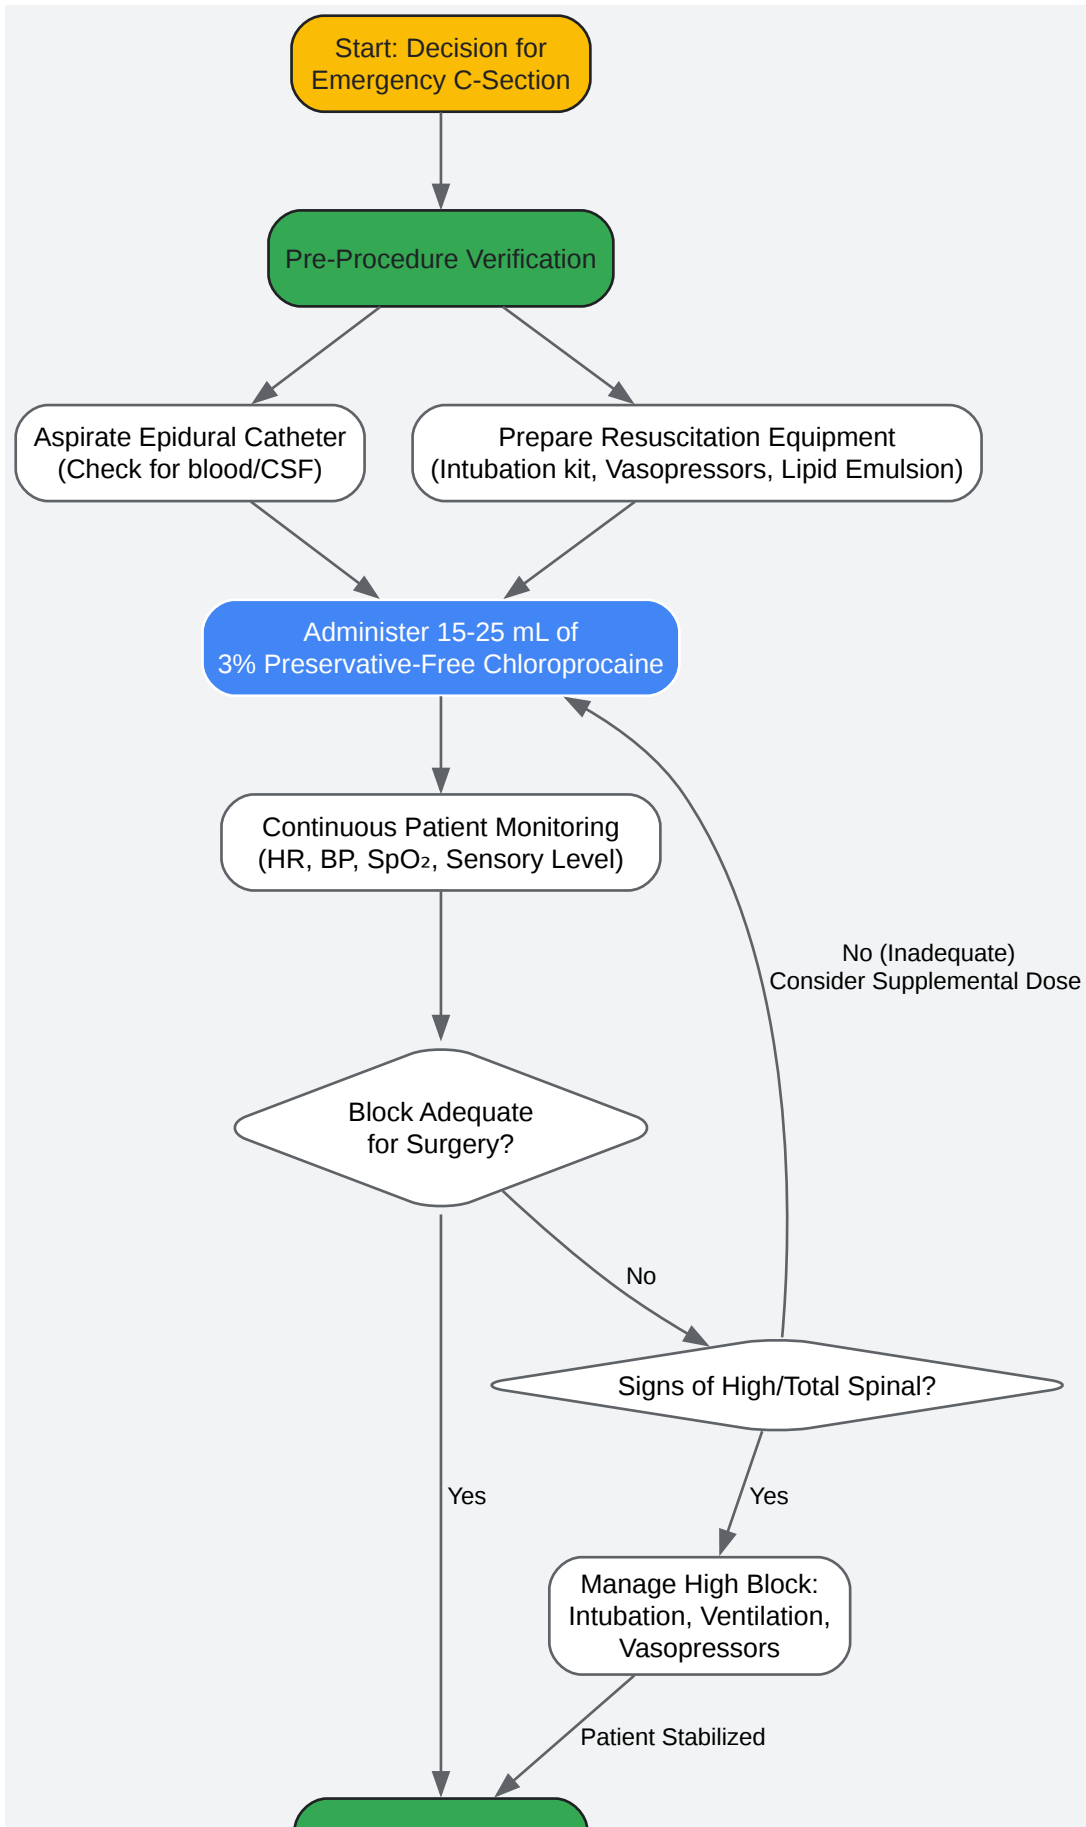 Start: Decision for
Emergency C-Section
Pre-Procedure Verification
Aspirate Epidural Catheter
(Check for blood/CSF)
Prepare Resuscitation Equipment
(Intubation kit, Vasopressors, Lipid Emulsion)
Administer 15-25 mL of
3% Preservative-Free Chloroprocaine
Continuous Patient Monitoring
(HR, BP, SpO₂, Sensory Level)
No (Inadequate)
Consider Supplemental Dose
Block Adequate
for Surgery?
No
Signs of High/Total Spinal?
Yes
Yes
Manage High Block:
Intubation, Ventilation,
Vasopressors
Patient Stabilized